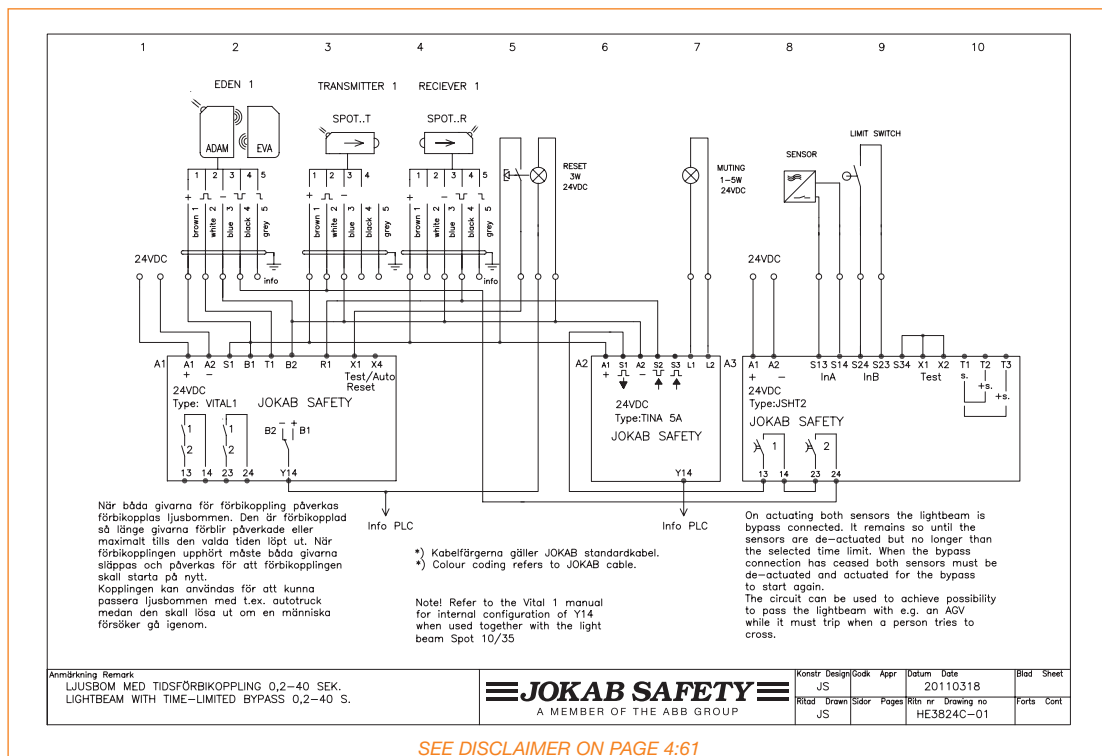 1 2 3 4 5 6 7 8 9 10
EDEN 1 TRANSMITTER 1 RECIEVER 1
SPOT..T SPOT..R
LIMIT SWITCH
ADAM EVA
RESET
3W
24VDC
MUTING
1-5W
24VDC
SENSOR
1 2 3 4 5 1 2 3 4 1 2 3 4 5
+ − + − + −
brown 1 white 2 blue 3 black 4 grey 5 brown 1 white 2 blue 3 brown 1 white 2 blue 3 black 4 grey 5
24VDC 24VDC
info info
A1 A1 A2 S1 B1 T1 B2 R1 X1 X4 A2 A1 S1 A2 S2 S3 L1 L2 A3 A1 A2 S13 S14 S24 S23 S34 X1 X2 T1 T2 T3
+ − Test/Auto
Reset
+ − + − InA InB Test s. +s. +s.
24VDC
Type: VITAL1 JOKAB SAFETY
24VDC
Type:TINA 5A
JOKAB SAFETY
24VDC
Type:JSHT2
JOKAB SAFETY
1 1 B2 − + B1
2 2
1 2
13 14 23 24 Y14 Y14 13 14 23 24
Info PLC Info PLC
När båda givarna för förbikoppling påverkas
förbikopplas ljusbommen. Den är förbikopplad
så länge givarna förblir påverkade eller
maximalt tills den valda tiden löpt ut. När
förbikopplingen upphört måste båda givarna
släppas och påverkas för att förbikopplingen
skall starta på nytt.
Kopplingen kan användas för att kunna
passera ljusbommen med t.ex. autotruck
medan den skall lösa ut om en människa
försöker gå igenom.
*) Kabelfärgerna gäller JOKAB standardkabel.
*) Colour coding refers to JOKAB cable.
Note! Refer to the Vital 1 manual
for internal configuration of Y14
when used together with the light
beam Spot 10/35
On actuating both sensors the lightbeam is
bypass connected. It remains so until the
sensors are de-actuated but no longer than
the selected time limit. When the bypass
connection has ceased both sensors must be
de-actuated and actuated for the bypass
to start again.
The circuit can be used to achieve possibility
to pass the lightbeam with e.g. an AGV
while it must trip when a person tries to
cross.
Anmärkning Remark
LJUSBOM MED TIDSFÖRBIKOPPLING 0,2-40 SEK.
LIGHTBEAM WITH TIME-LIMITED BYPASS 0,2-40 S.
JOKAB SAFETY
A MEMBER OF THE ABB GROUP
Konstr Design Godk Appr Datum Date Blad Sheet
JS 20110318
Ritad Drawn Sidor Pages Ritn nr Drawing no Forts Cont
JS HE3824C-01
SEE DISCLAIMER ON PAGE 4:61